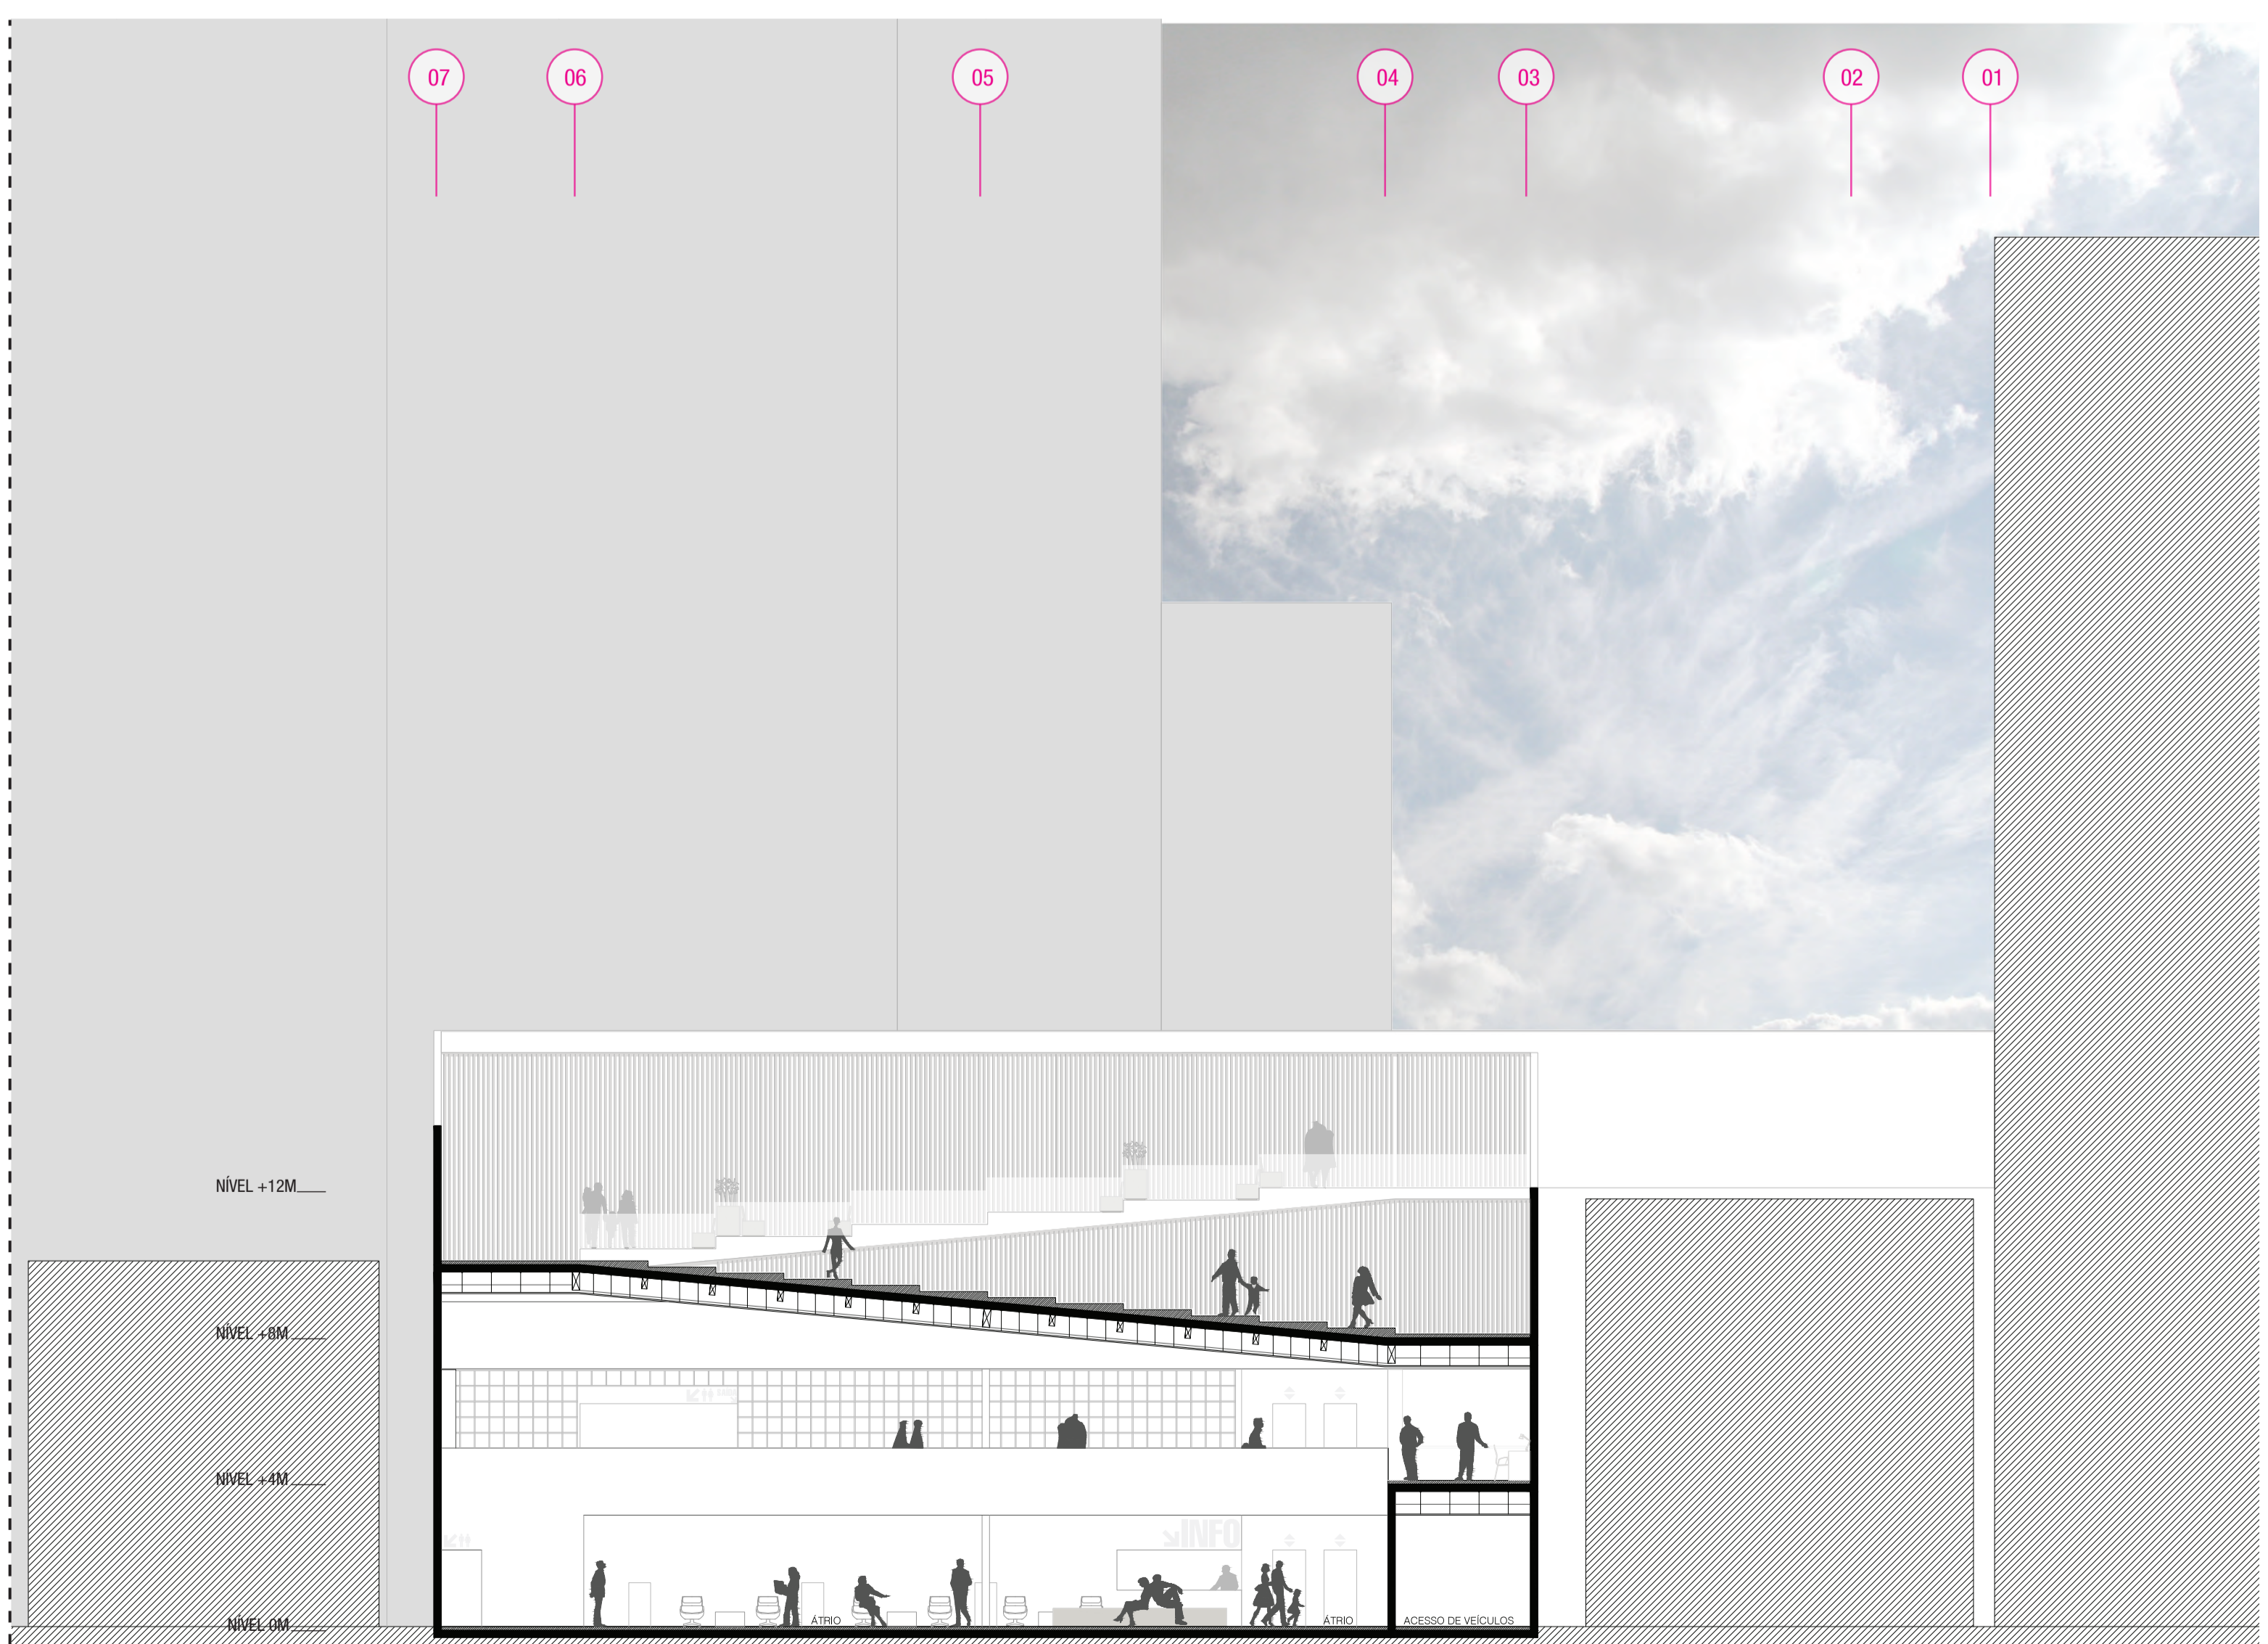 07 06 05 04 03 02 01
NÍVEL +12M
NÍVEL +8M
NÍVEL +4M
INFO
NÍVEL 0M
ÁTRIO
ÁTRIO
ACESSO DE VEÍCULOS